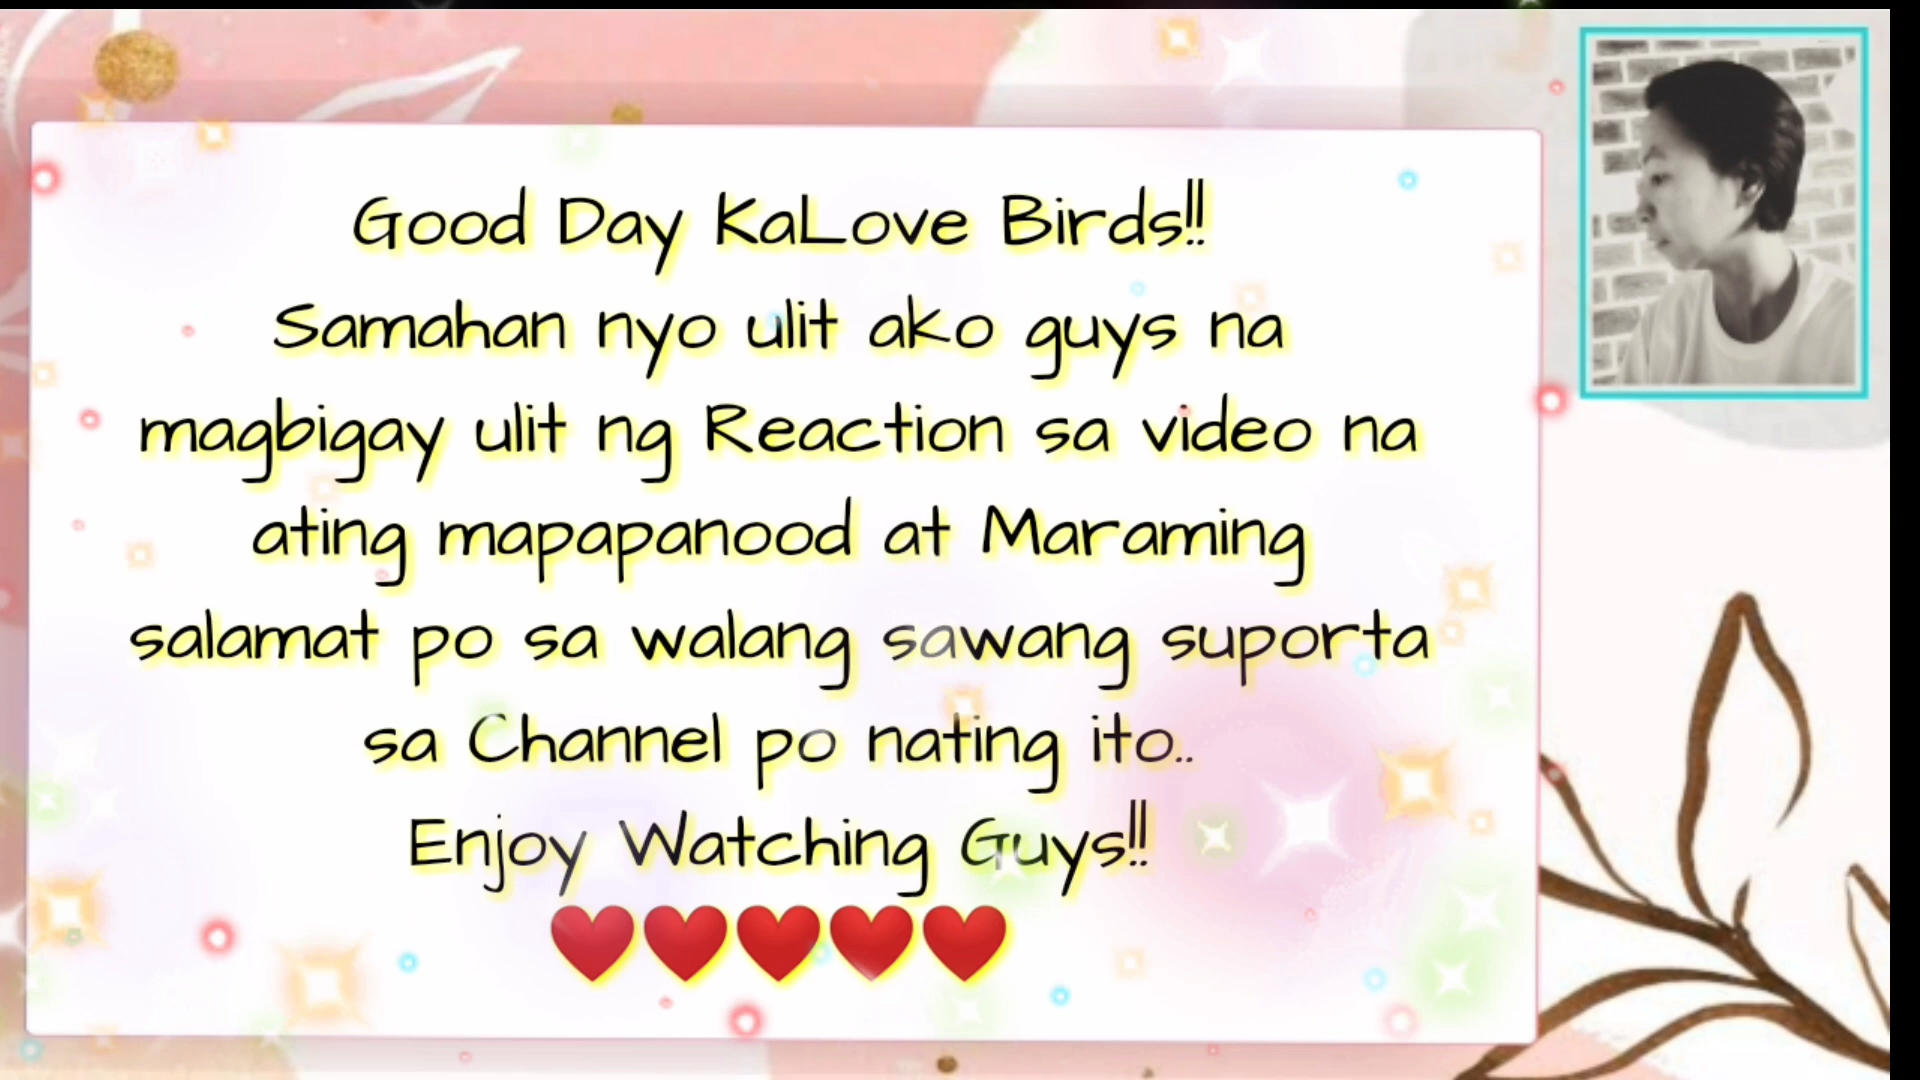 Good Day KaLove Birds!!
Samahan nyo ulit ako guys na
magbigay ulit ng Reaction sa video na
ating mapapanood at Maraming
salamat po sa walang sawang suporta
sa Channel po nating ito..
Enjoy Watching Guys!!
❤️❤️❤️❤️❤️